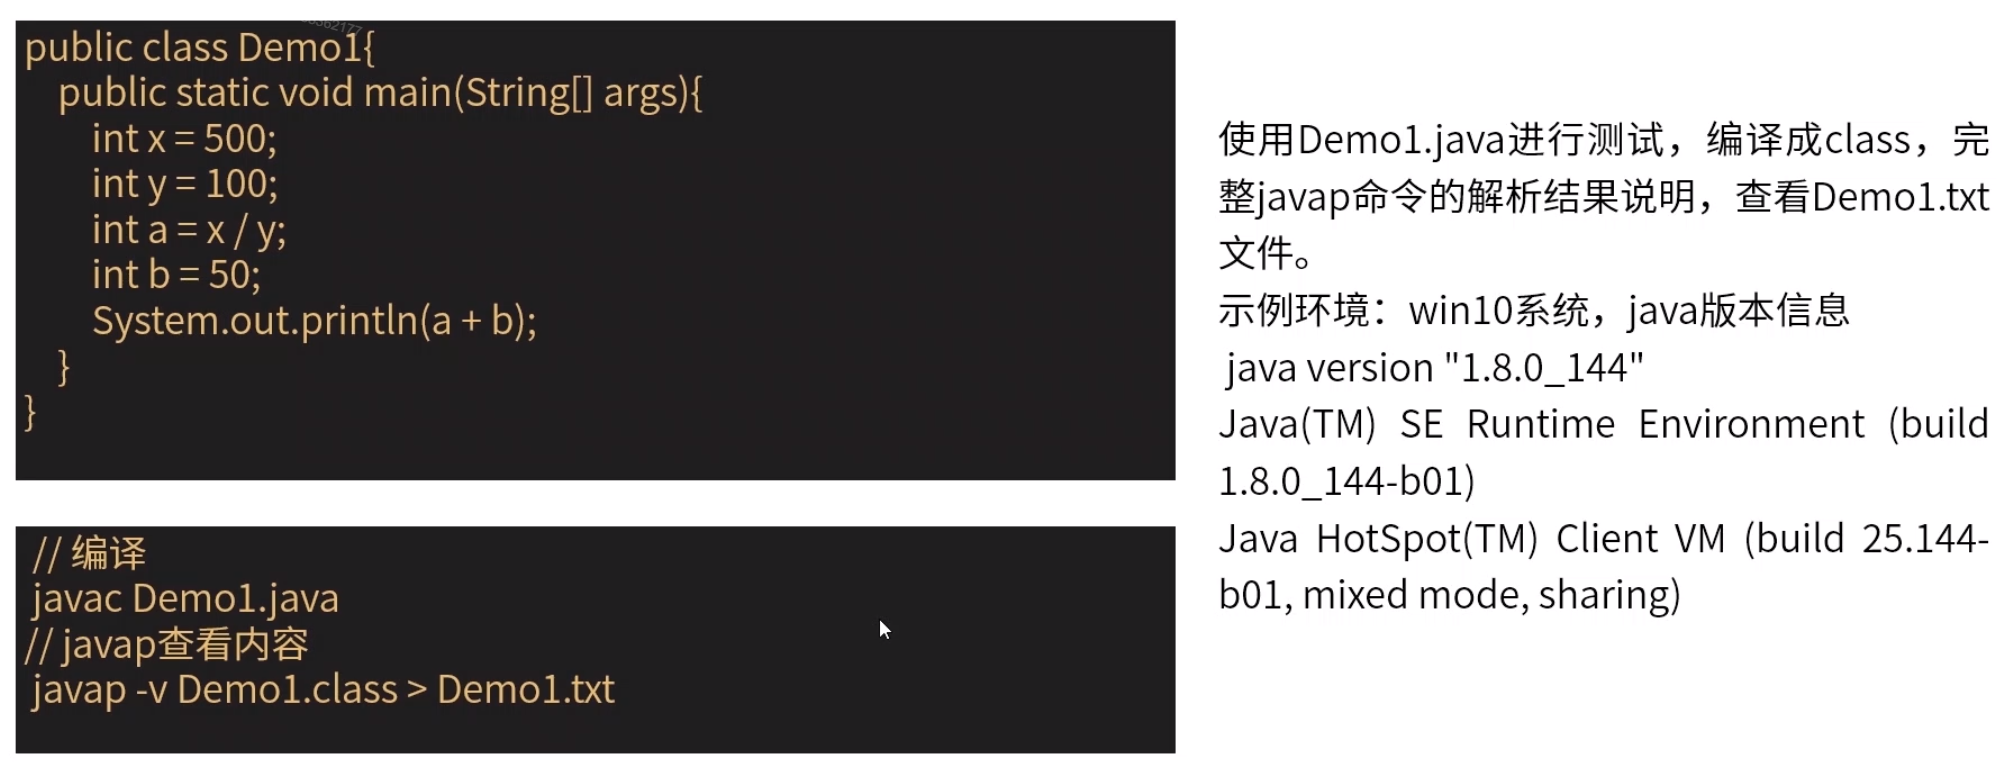 public class Demo1{
public static void main(String[] args){
int x = 500;
int y = 100;
int a = x / y;
int b = 50;
System.out.println(a + b);
}
}
// 编译
javac Demo1.java
// javap查看内容
javap -v Demo1.class > Demo1.txt
使用Demo1.java进行测试，编译成class，完
整javap命令的解析结果说明，查看Demo1.txt
文件。
示例环境：win10系统，java版本信息
java version "1.8.0_144"
Java(TM) SE Runtime Environment (build
1.8.0_144-b01)
Java HotSpot(TM) Client VM (build 25.144-
b01, mixed mode, sharing)